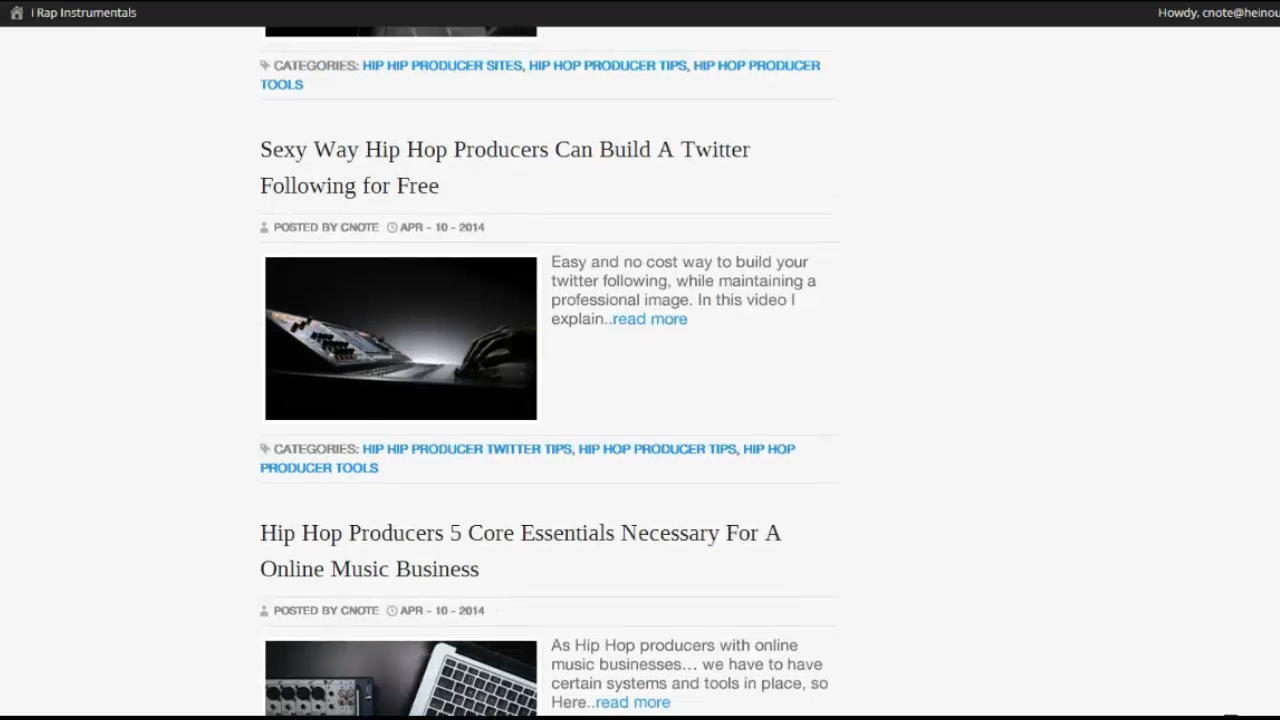 i Rap Instrumentals
Howdy, cnote@heinou
CATEGORIES: HIP HIP PRODUCER SITES, HIP HOP PRODUCER TIPS, HIP HOP PRODUCER
TOOLS
Sexy Way Hip Hop Producers Can Build A Twitter
Following for Free
POSTED BY CNOTE APR - 10 - 2014
Easy and no cost way to build your
twitter following, while maintaining a
professional image. In this video I
explain..read more
CATEGORIES: HIP HIP PRODUCER TWITTER TIPS, HIP HOP PRODUCER TIPS, HIP HOP
PRODUCER TOOLS
Hip Hop Producers 5 Core Essentials Necessary For A
Online Music Business
POSTED BY CNOTE APR - 10 - 2014
As Hip Hop producers with online
music businesses… we have to have
certain systems and tools in place, so
Here..read more